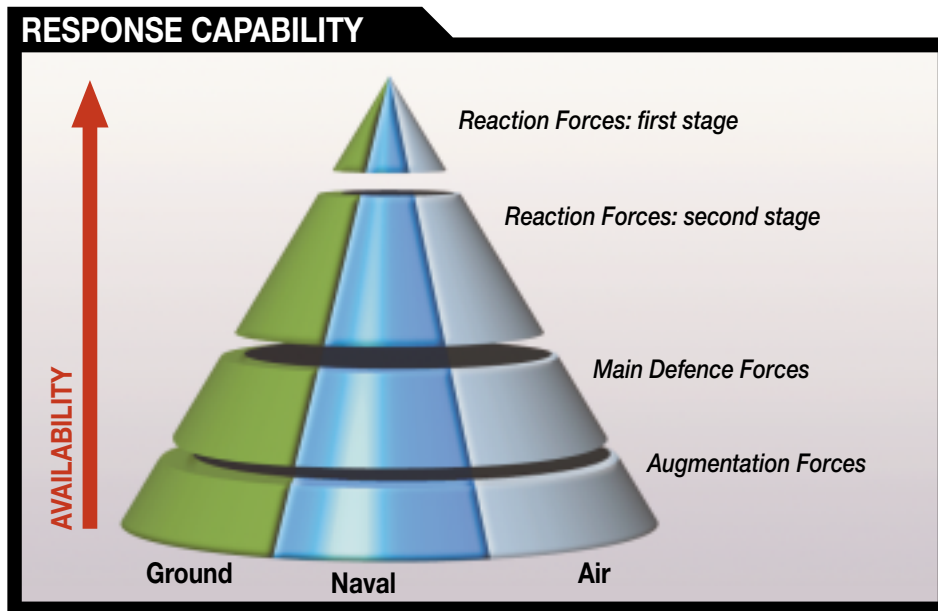 RESPONSE CAPABILITY
Reaction Forces: first stage
Reaction Forces: second stage
Main Defence Forces
Augmentation Forces
AVAILABILITY
Ground
Naval
Air